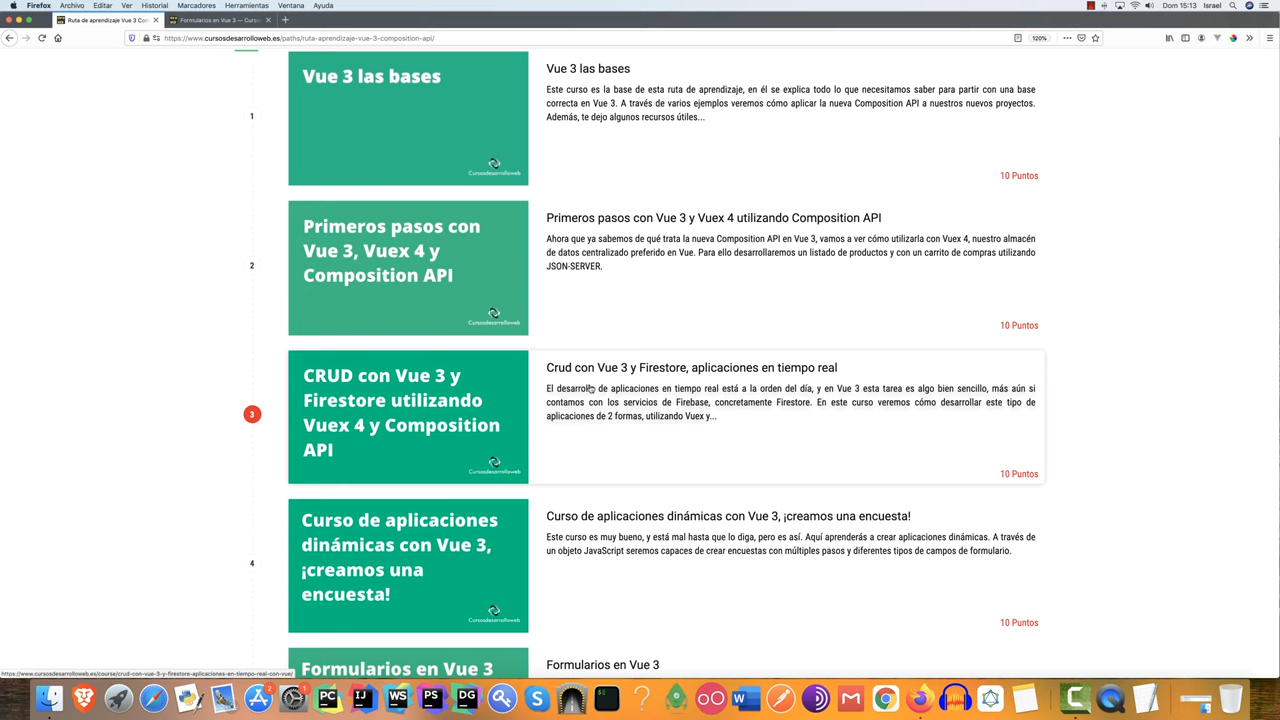 Firefox Archivo Editar Ver Historial Marcadores Herramientas Ventana Ayuda
Dom 15:13 Israel
Ruta de aprendizaje Vue 3 Com
Formularios en Vue 3 — Curso
https://www.cursosdesarrolloweb.es/paths/ruta-aprendizaje-vue-3-composition-api/
120%
1
Vue 3 las bases
Cursosdesarrolloweb
Vue 3 las bases
Este curso es la base de esta ruta de aprendizaje, en él se explica todo lo que necesitamos saber para partir con una base
correcta en Vue 3. A través de varios ejemplos veremos cómo aplicar la nueva Composition API a nuestros nuevos proyectos.
Además, te dejo algunos recursos útiles...
10 Puntos
2
Primeros pasos con
Vue 3, Vuex 4 y
Composition API
Cursosdesarrolloweb
Primeros pasos con Vue 3 y Vuex 4 utilizando Composition API
Ahora que ya sabemos de qué trata la nueva Composition API en Vue 3, vamos a ver cómo utilizarla con Vuex 4, nuestro almacén
de datos centralizado preferido en Vue. Para ello desarrollaremos un listado de productos y con un carrito de compras utilizando
JSON-SERVER.
10 Puntos
3
CRUD con Vue 3 y
Firestore utilizando
Vuex 4 y Composition
API
Cursosdesarrolloweb
Crud con Vue 3 y Firestore, aplicaciones en tiempo real
El desarrollo de aplicaciones en tiempo real está a la orden del día, y en Vue 3 esta tarea es algo bien sencillo, más aún si
contamos con los servicios de Firebase, concretamente Firestore. En este curso veremos cómo desarrollar este tipo de
aplicaciones de 2 formas, utilizando Vuex y...
10 Puntos
4
Curso de aplicaciones
dinámicas con Vue 3,
¡creamos una
encuesta!
Cursosdesarrolloweb
Curso de aplicaciones dinámicas con Vue 3, ¡creamos una encuesta!
Este curso es muy bueno, y está mal hasta que lo diga, pero es así. Aquí aprenderás a crear aplicaciones dinámicas. A través de
un objeto JavaScript seremos capaces de crear encuestas con múltiples pasos y diferentes tipos de campos de formulario.
10 Puntos
Formularios en Vue 3
Formularios en Vue 3
https://www.cursosdesarrolloweb.es/course/crud-con-vue-3-y-firestore-aplicaciones-en-tiempo-real-con-vue/
PC IJ WS PS DG